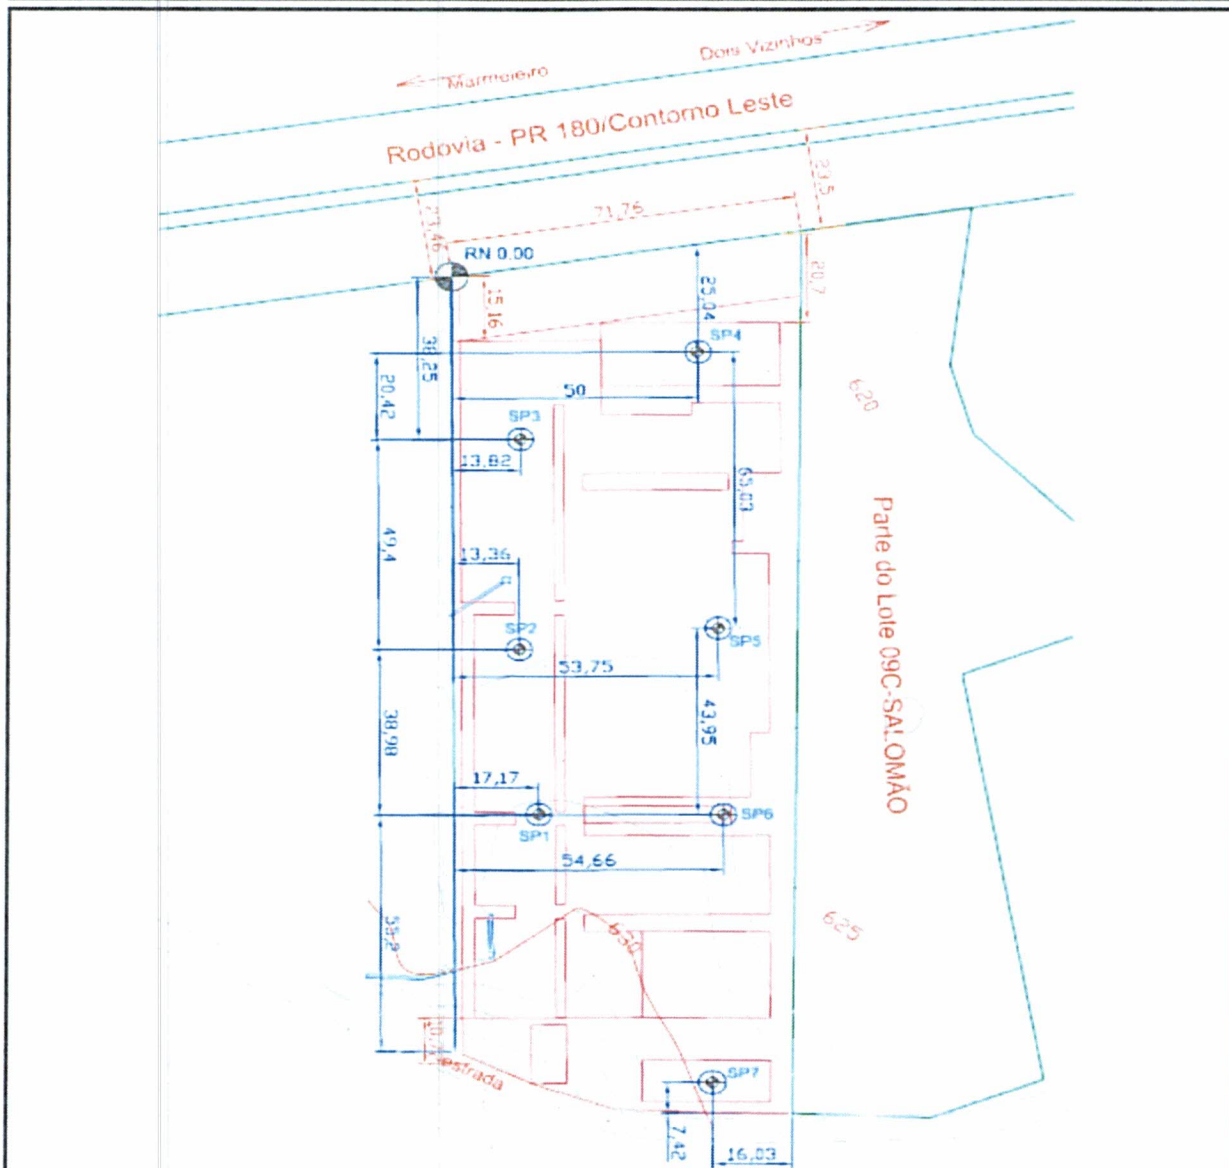 Dois Vizinhos
Marmeleiro
Rodovia - PR 180/Contorno Leste
23,5
71,76
23,46
RN 0.00
20,7
15,16
25,04
SP4
38,25
20,42
620
50
SP3
13,82
65,03
49,4
Parte do Lote 09C-SALOMÃO
13,36
SP2
SP5
53,75
43,95
38,98
17,17
SP1
SP6
54,66
625
630
estrada
SP7
7,42
16,03